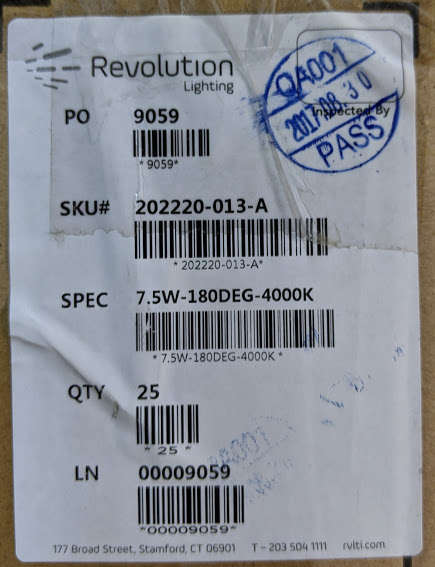 Revolution
Lighting
QA001
2017.08.30
Inspected By
PASS
PO 9059
*9059*
SKU# 202220-013-A
*202220-013-A*
SPEC 7.5W-180DEG-4000K
*7.5W-180DEG-4000K*
QTY 25
*25*
QA001
LN 00009059
*00009059*
177 Broad Street, Stamford, CT 06901 T - 203 504 1111 rvlti.com